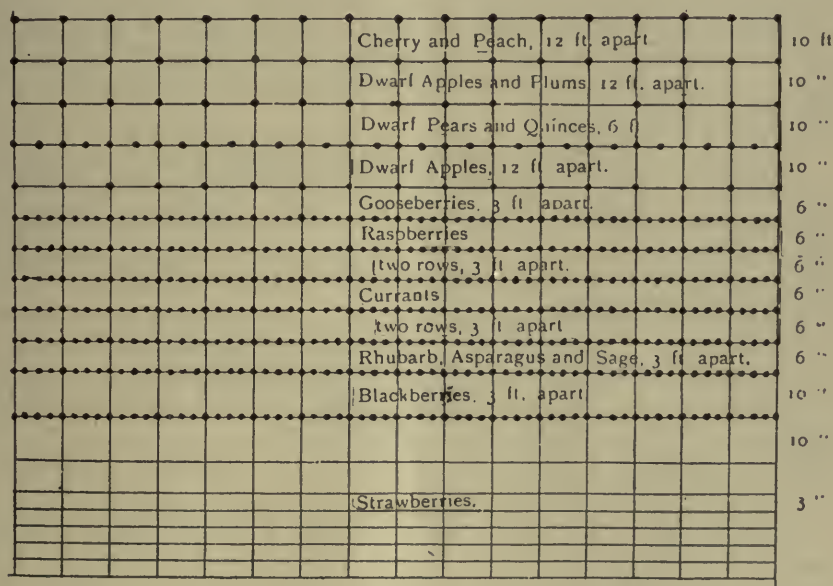 Cherry and Peach, 12 ft. apart 10 ft
Dwarf Apples and Plums 12 ft. apart. 10 "
Dwarf Pears and Quinces, 6 f 10 "
Dwarf Apples, 12 ft apart. 10 "
Gooseberries. 3 ft apart. 6 "
Raspberries 6 "
two rows, 3 ft apart. 6 "
Currants 6 "
two rows, 3 ft apart 6 "
Rhubarb, Asparagus and Sage, 3 ft apart. 6 "
Blackberries. 3 ft. apart 10 "
10 "
Strawberries. 3 "